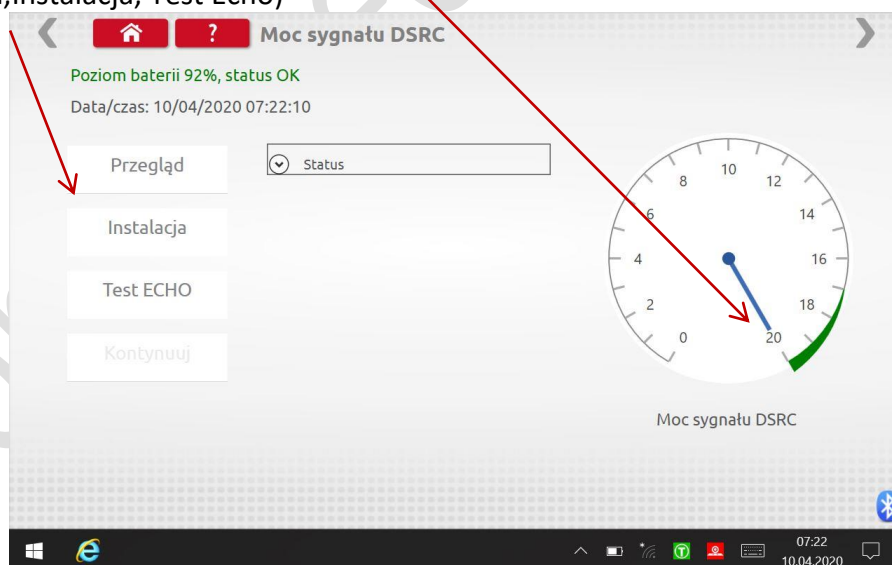 Instalacja, Test Echo)
? Moc sygnału DSRC
Poziom baterii 92%, status OK
Data/czas: 10/04/2020 07:22:10
Przegląd
Status
Instalacja
Test ECHO
Kontynuuj
0
2
4
6
8
10
12
14
16
18
20
Moc sygnału DSRC
07:22
10.04.2020